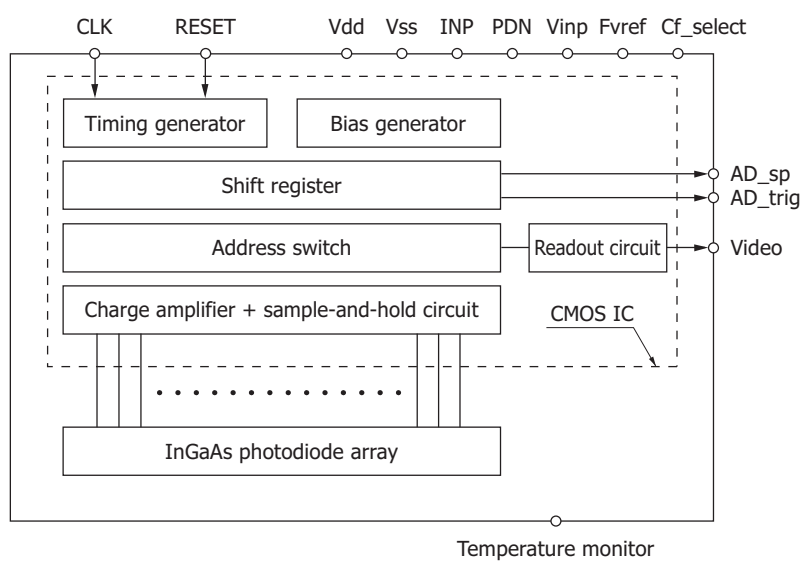 CLK RESET Vdd Vss INP PDN Vinp Fvref Cf_select
Timing generator Bias generator
Shift register
AD_sp
AD_trig
Address switch Readout circuit Video
Charge amplifier + sample-and-hold circuit
CMOS IC
InGaAs photodiode array
Temperature monitor